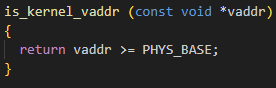 is_kernel_vaddr (const void *vaddr)
{
  return vaddr >= PHYS_BASE;
}